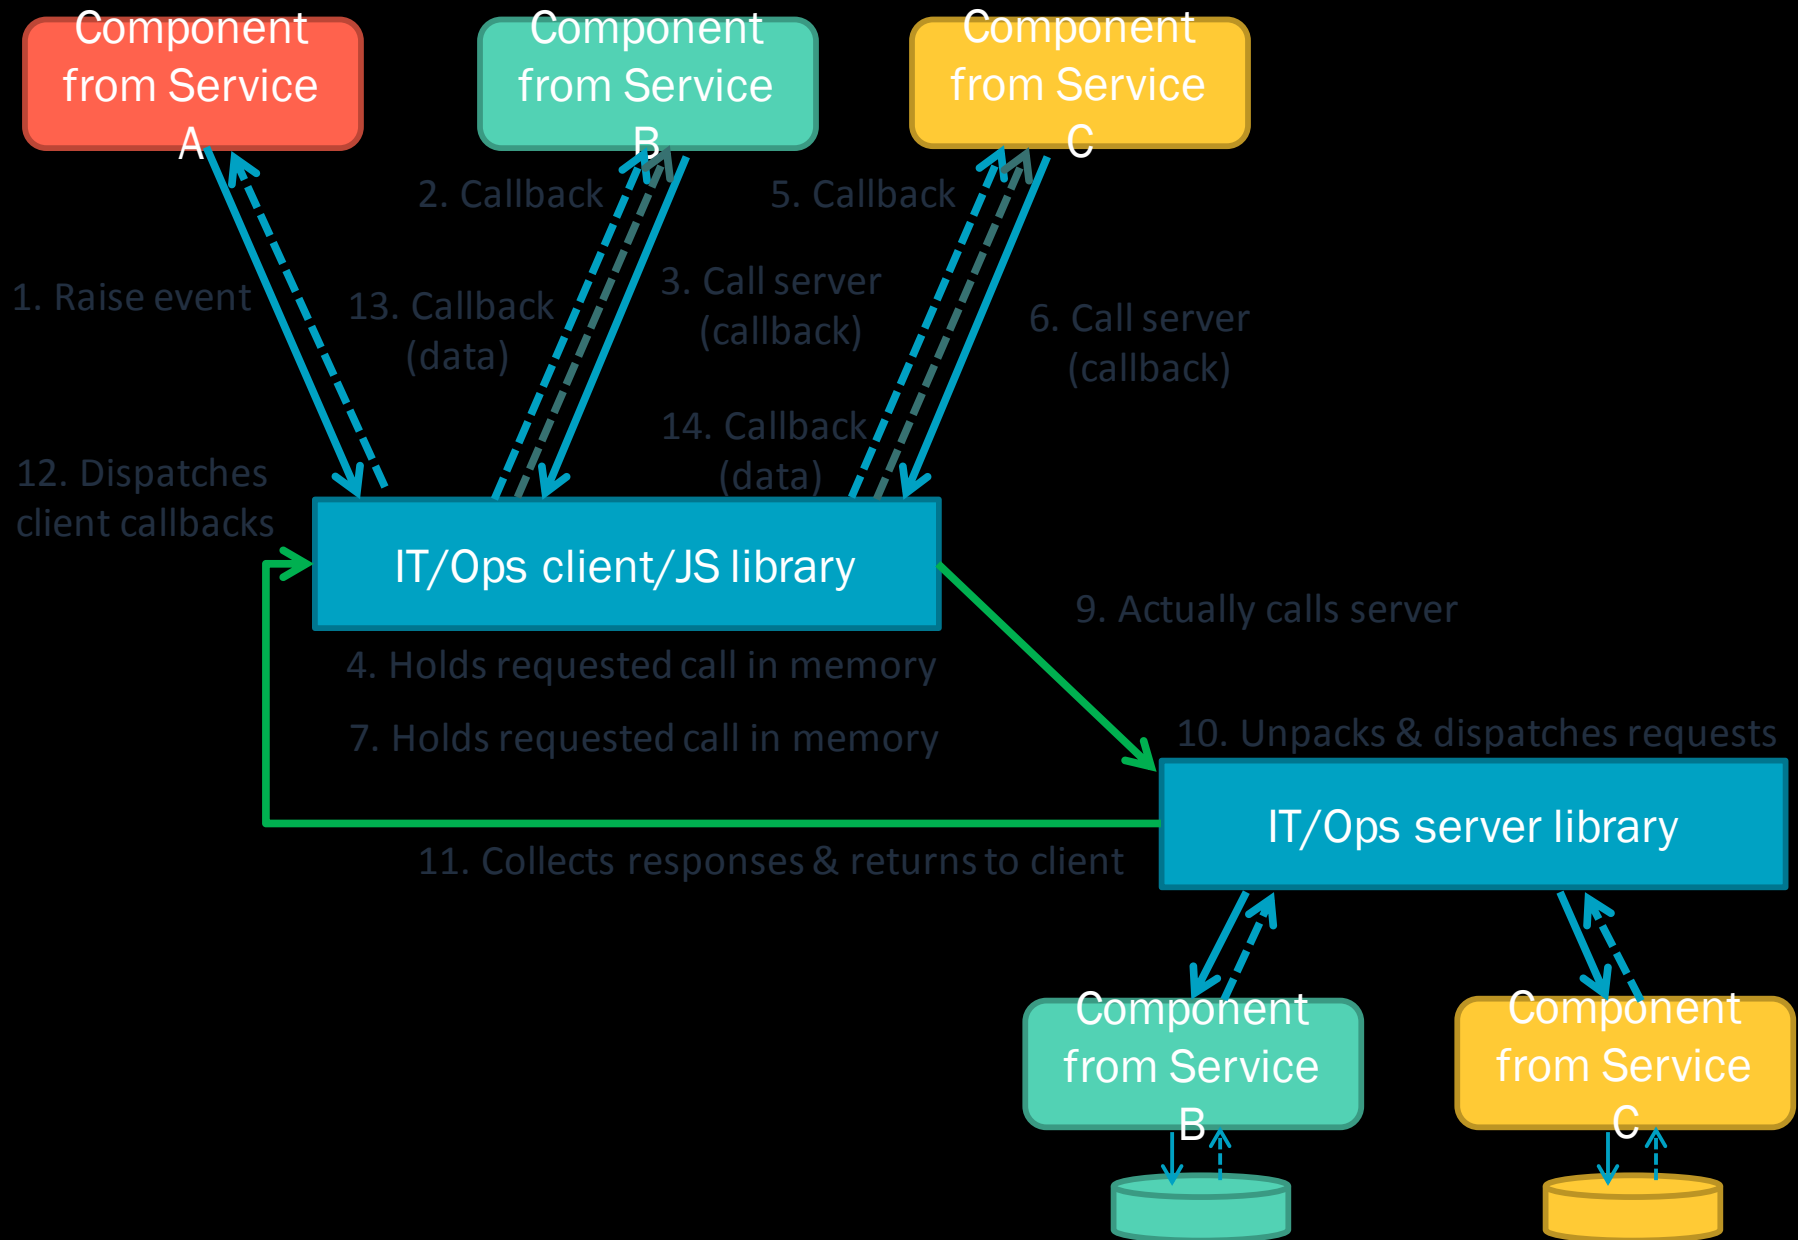 Component
from Service
A
Component
from Service
B
Component
from Service
C
2. Callback
5. Callback
1. Raise event
13. Callback
(data)
3. Call server
(callback)
6. Call server
(callback)
14. Callback
(data)
12. Dispatches
client callbacks
IT/Ops client/JS library
9. Actually calls server
4. Holds requested call in memory
7. Holds requested call in memory
10. Unpacks & dispatches requests
IT/Ops server library
11. Collects responses & returns to client
Component
from Service
B
Component
from Service
C